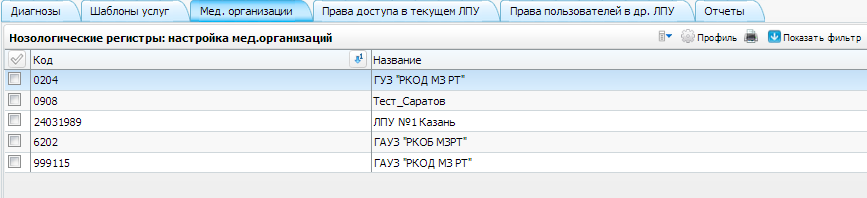 Диагнозы Шаблоны услуг Мед. организации Права доступа в текущем ЛПУ Права пользователей в др. ЛПУ Отчеты
Нозологические регистры: настройка мед.организаций Профиль Показать фильтр
Код 1 Название
0204 ГУЗ "РКОД МЗ РТ"
0908 Тест_Саратов
24031989 ЛПУ №1 Казань
6202 ГАУЗ "РКОБ МЗРТ"
999115 ГАУЗ "РКОД МЗ РТ"